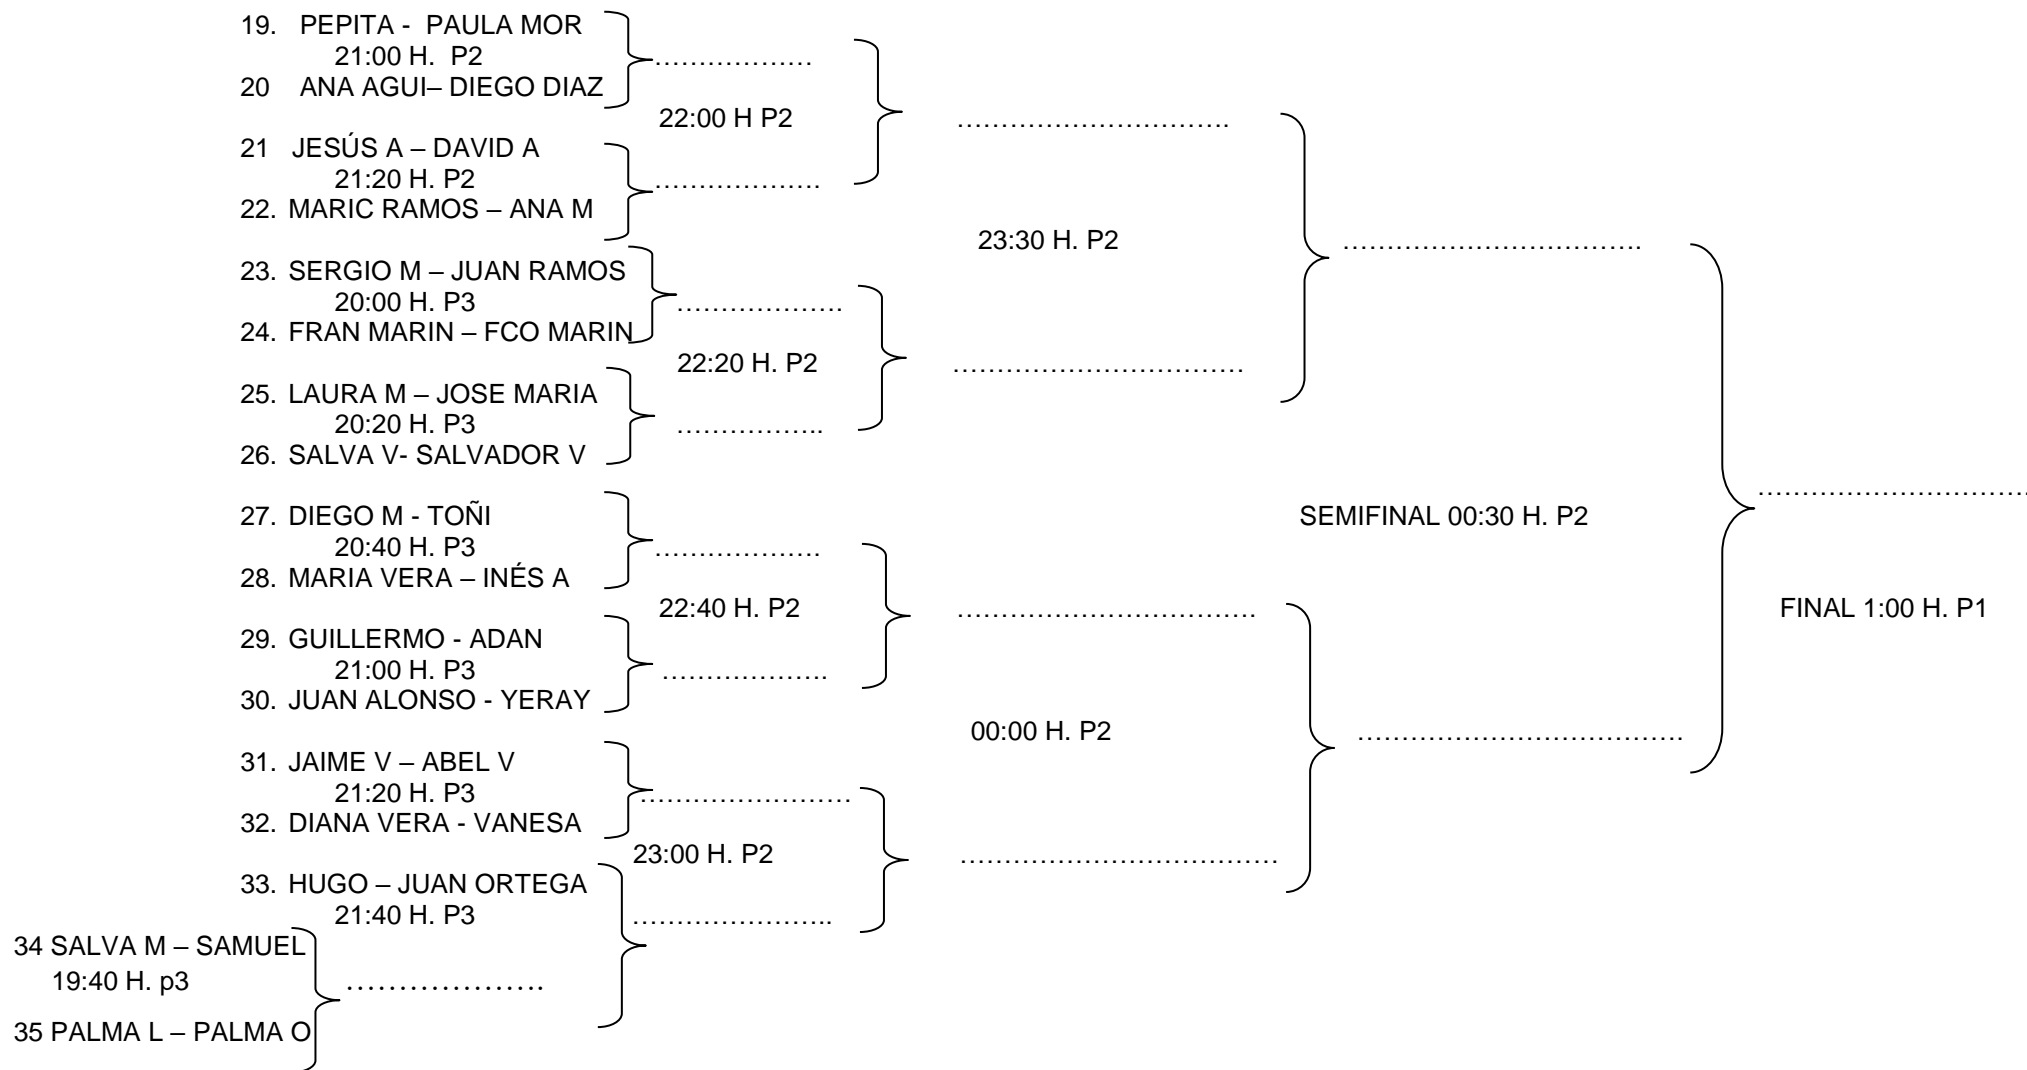 19. PEPITA - PAULA MOR
21:00 H. P2
………………
20 ANA AGUI– DIEGO DIAZ
22:00 H P2
………………………….
21 JESÚS A – DAVID A
21:20 H. P2
……………….
22. MARIC RAMOS – ANA M
23:30 H. P2
…………………………….
23. SERGIO M – JUAN RAMOS
20:00 H. P3
……………….
24. FRAN MARIN – FCO MARIN
22:20 H. P2
……………………………
25. LAURA M – JOSE MARIA
20:20 H. P3
……………..
26. SALVA V- SALVADOR V
………………………….
27. DIEGO M - TOÑI
SEMIFINAL 00:30 H. P2
20:40 H. P3
……………….
28. MARIA VERA – INÉS A
22:40 H. P2
…………………………….
FINAL 1:00 H. P1
29. GUILLERMO - ADAN
21:00 H. P3
……………….
30. JUAN ALONSO - YERAY
00:00 H. P2
……………………………….
31. JAIME V – ABEL V
21:20 H. P3
……………………
32. DIANA VERA - VANESA
23:00 H. P2
………………………………
33. HUGO – JUAN ORTEGA
21:40 H. P3
…………………..
34 SALVA M – SAMUEL
19:40 H. p3
……………….
35 PALMA L – PALMA O